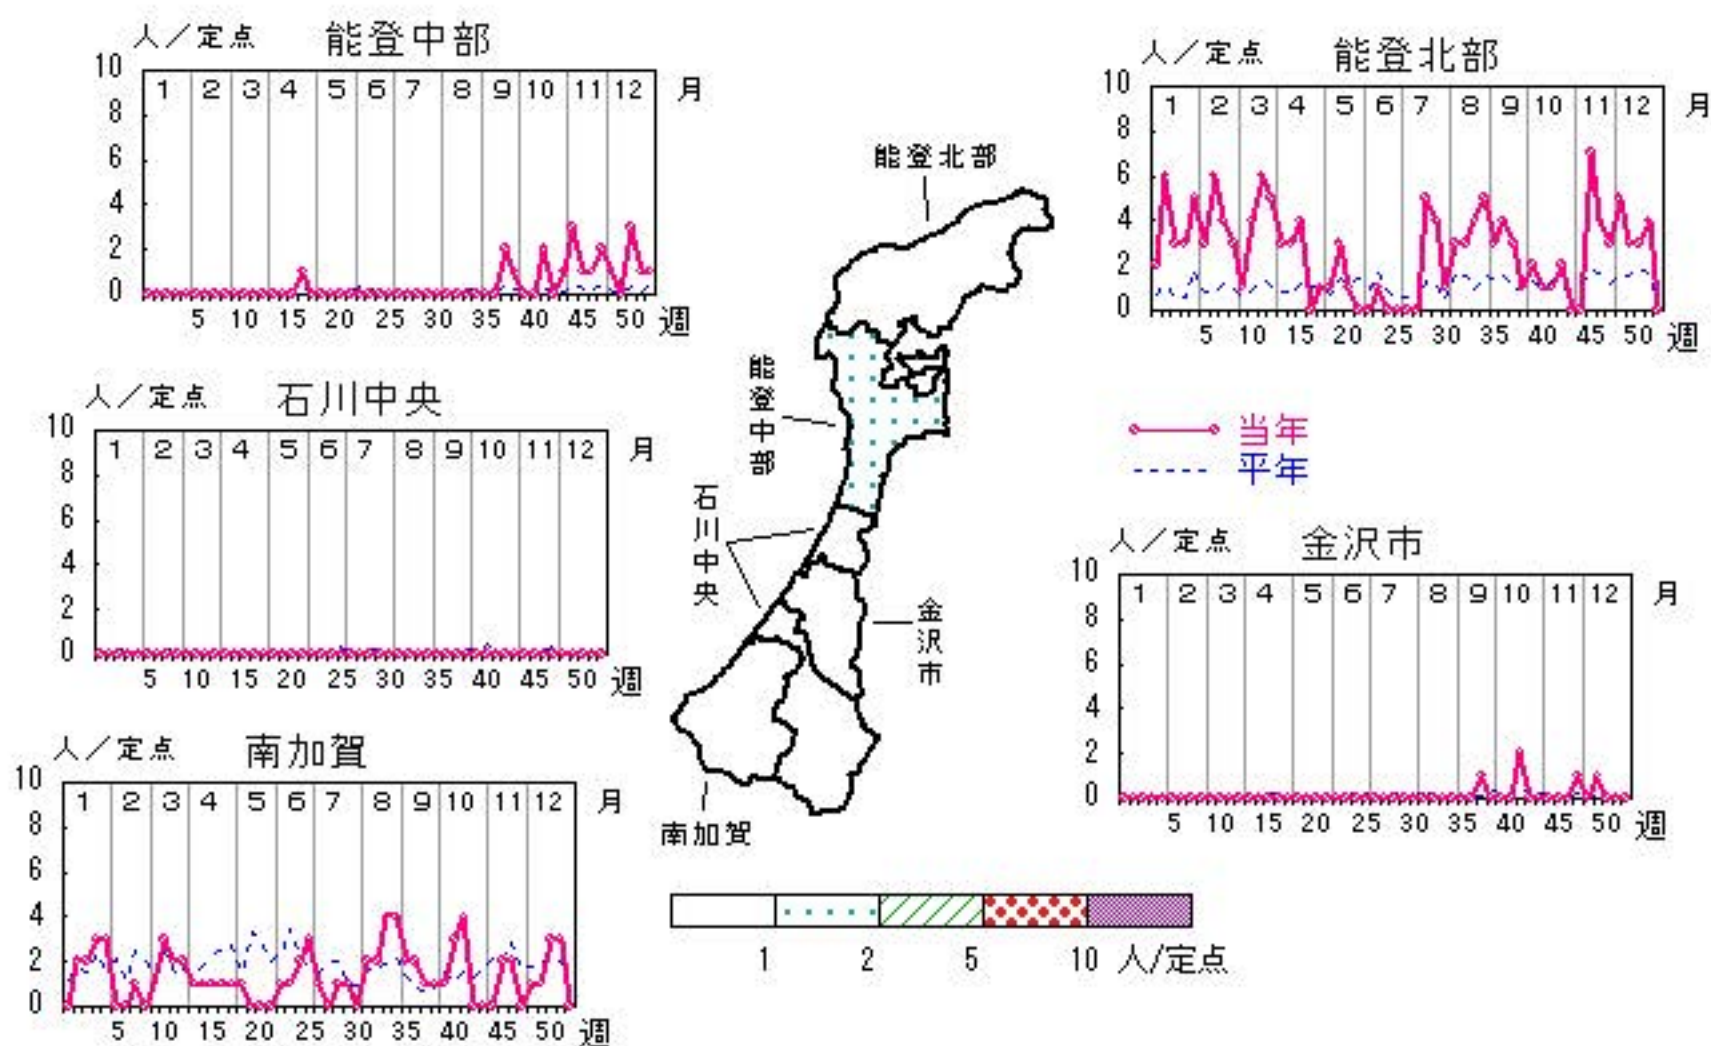 人／定点 能登中部
10 8 6 4 2 0
1 2 3 4 5 6 7 8 9 10 11 12 月
5 10 15 20 25 30 35 40 45 50 週
人／定点 能登北部
10 8 6 4 2 0
1 2 3 4 5 6 7 8 9 10 11 12 月
5 10 15 20 25 30 35 40 45 50 週
人／定点 石川中央
10 8 6 4 2 0
1 2 3 4 5 6 7 8 9 10 11 12 月
5 10 15 20 25 30 35 40 45 50 週
能登北部
能登中部
石川中央
金沢市
南加賀
当年
平年
人／定点 金沢市
10 8 6 4 2 0
1 2 3 4 5 6 7 8 9 10 11 12 月
5 10 15 20 25 30 35 40 45 50 週
人／定点 南加賀
10 8 6 4 2 0
1 2 3 4 5 6 7 8 9 10 11 12 月
5 10 15 20 25 30 35 40 45 50 週
1 2 5 10 人/定点